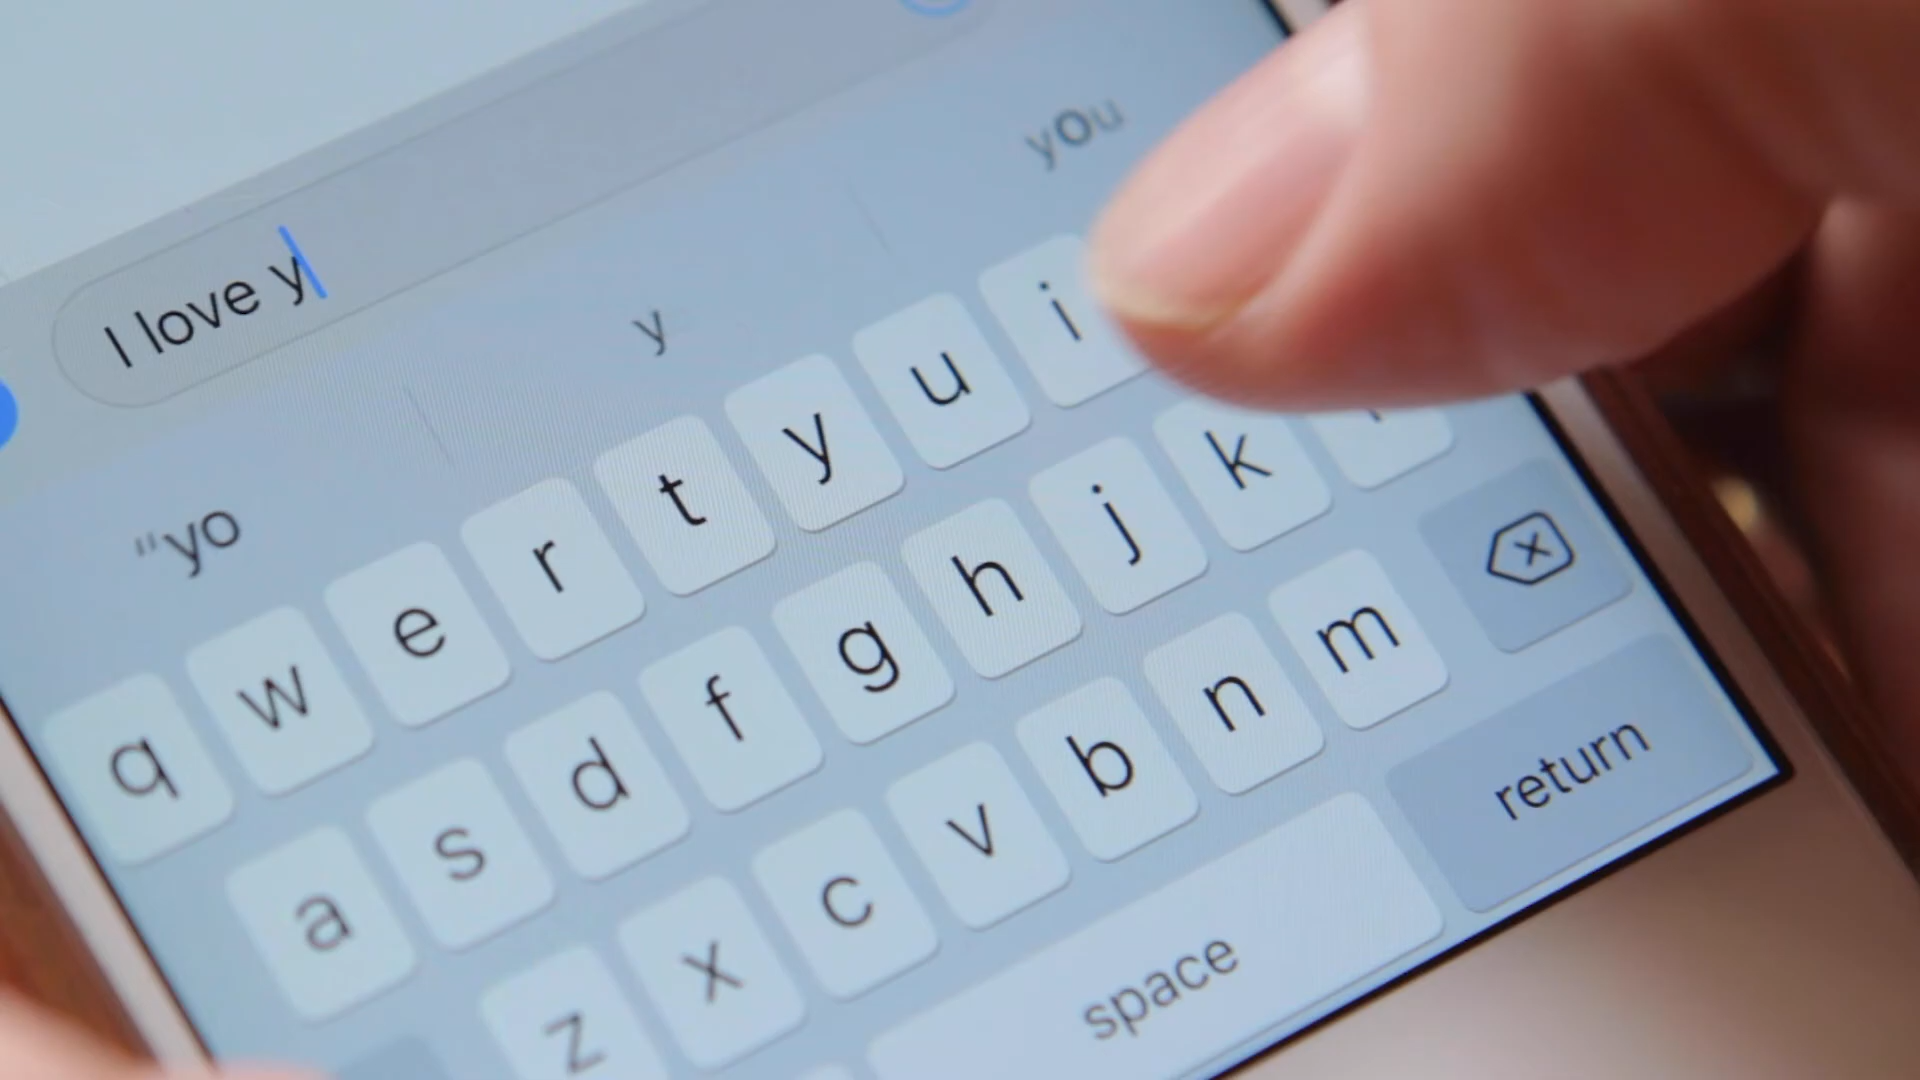 I love y
"yo y you
q w e r t y u i
a s d f g h j k
z x c v b n m
space return